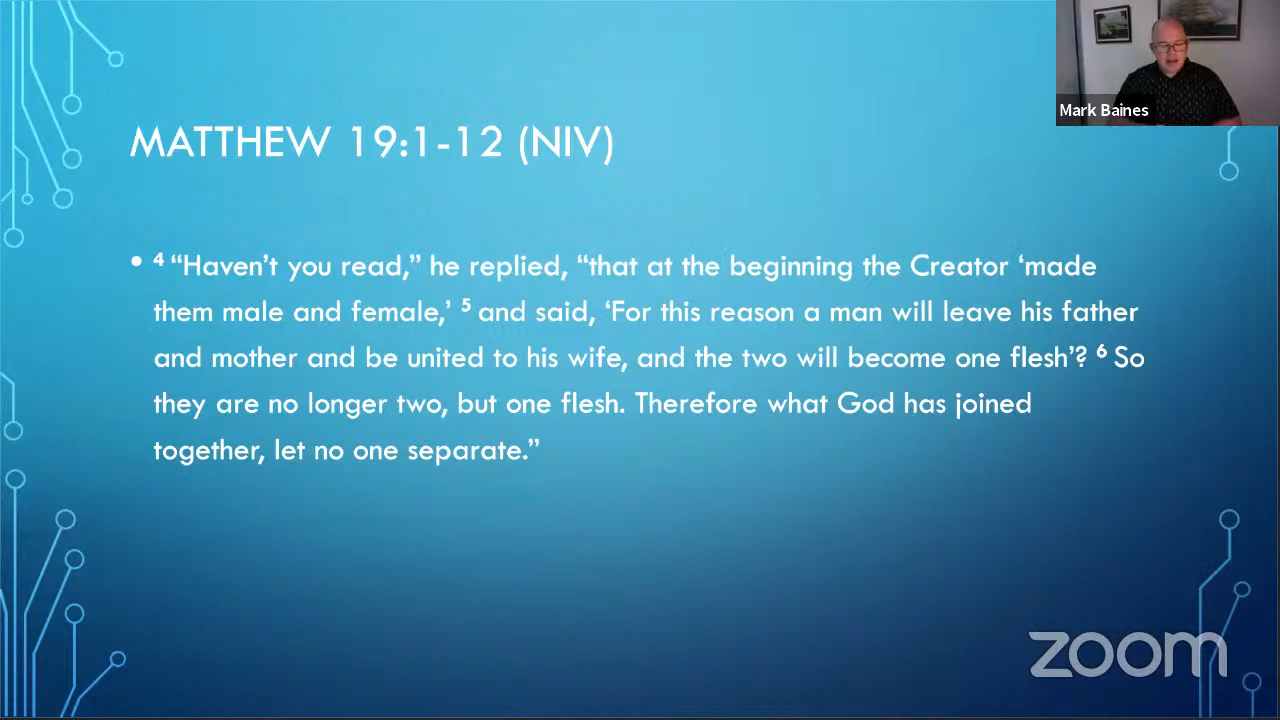 Mark Baines
MATTHEW 19:1-12 (NIV)
• ⁴ “Haven’t you read,” he replied, “that at the beginning the Creator ‘made
them male and female,’ ⁵ and said, ‘For this reason a man will leave his father
and mother and be united to his wife, and the two will become one flesh’? ⁶ So
they are no longer two, but one flesh. Therefore what God has joined
together, let no one separate.”
zoom